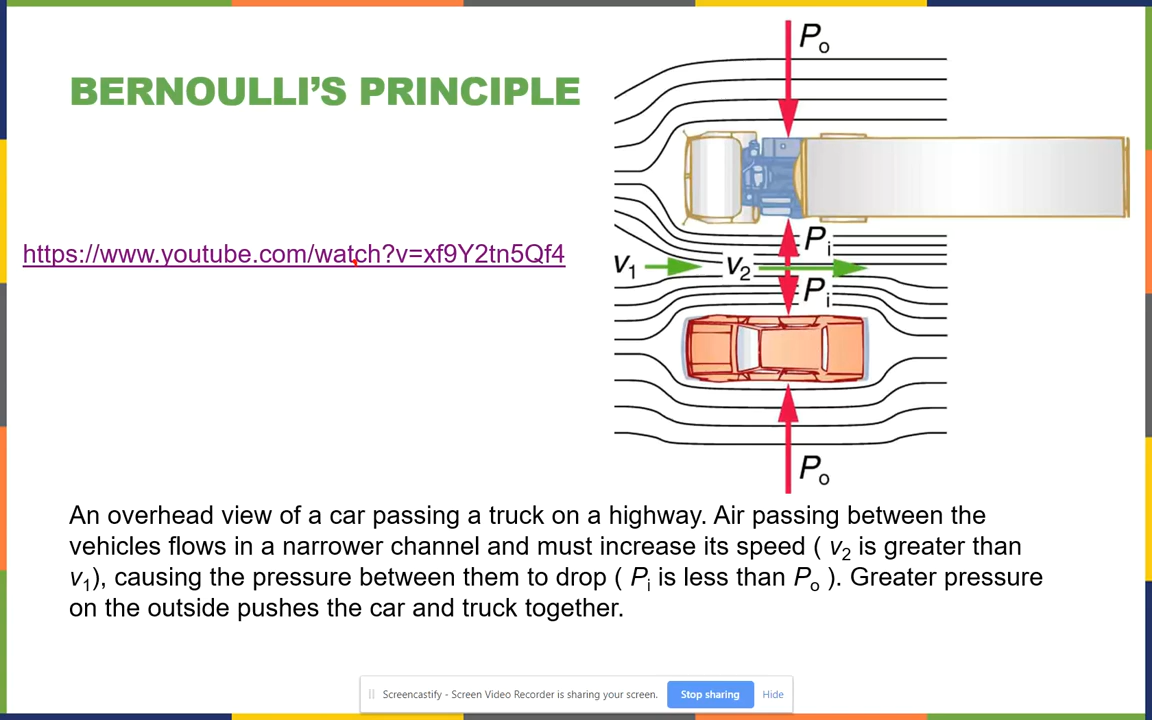 BERNOULLI’S PRINCIPLE
https://www.youtube.com/watch?v=xf9Y2tn5Qf4
Po
Pi
v1 v2
Pi
Po
An overhead view of a car passing a truck on a highway. Air passing between the
vehicles flows in a narrower channel and must increase its speed ( v2 is greater than
v1), causing the pressure between them to drop ( Pi is less than Po ). Greater pressure
on the outside pushes the car and truck together.
Screencastify - Screen Video Recorder is sharing your screen. Stop sharing Hide